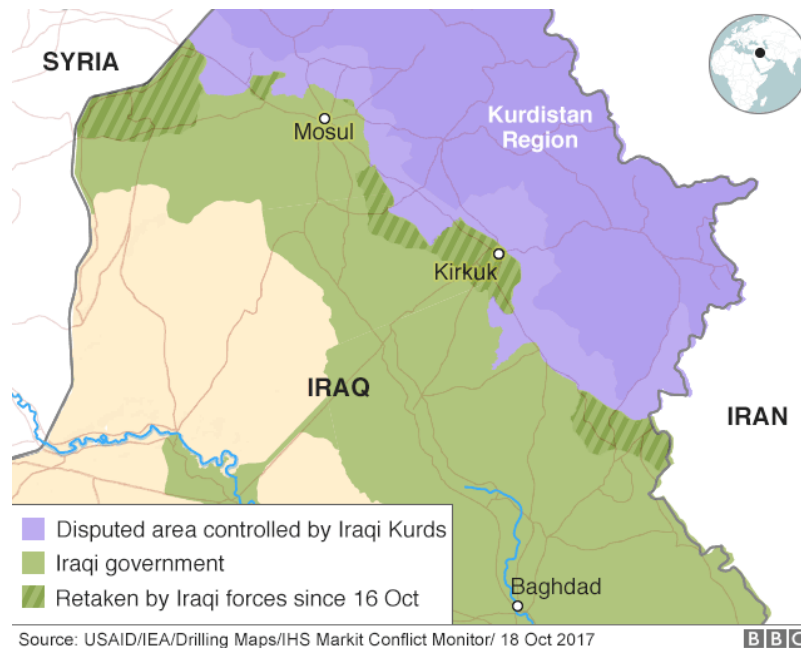 SYRIA
Kurdistan
Region
Mosul
Kirkuk
IRAQ
IRAN
Disputed area controlled by Iraqi Kurds
Iraqi government
Retaken by Iraqi forces since 16 Oct
Baghdad
Source: USAID/IEA/Drilling Maps/IHS Markit Conflict Monitor/ 18 Oct 2017
BBC